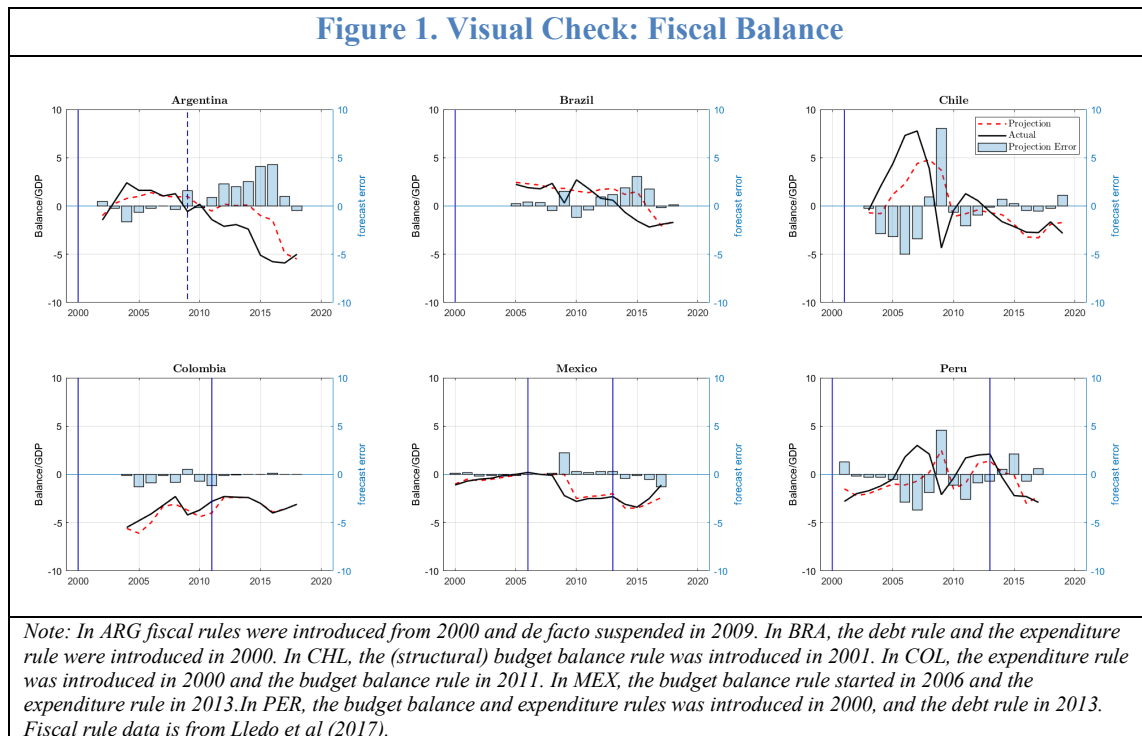 Figure 1. Visual Check: Fiscal Balance
Argentina
10
5
0
-5
-10
Balance/GDP
10
5
0
-5
-10
forecast error
2000 2005 2010 2015 2020
Brazil
10
5
0
-5
-10
Balance/GDP
10
5
0
-5
-10
forecast error
2000 2005 2010 2015 2020
Chile
Projection
Actual
Projection Error
10
5
0
-5
-10
Balance/GDP
10
5
0
-5
-10
forecast error
2000 2005 2010 2015 2020
Colombia
10
5
0
-5
-10
Balance/GDP
10
5
0
-5
-10
forecast error
2000 2005 2010 2015 2020
Mexico
10
5
0
-5
-10
Balance/GDP
10
5
0
-5
-10
forecast error
2000 2005 2010 2015 2020
Peru
10
5
0
-5
-10
Balance/GDP
10
5
0
-5
-10
forecast error
2000 2005 2010 2015 2020
Note: In ARG fiscal rules were introduced from 2000 and de facto suspended in 2009. In BRA, the debt rule and the expenditure
rule were introduced in 2000. In CHL, the (structural) budget balance rule was introduced in 2001. In COL, the expenditure rule
was introduced in 2000 and the budget balance rule in 2011. In MEX, the budget balance rule started in 2006 and the
expenditure rule in 2013.In PER, the budget balance and expenditure rules was introduced in 2000, and the debt rule in 2013.
Fiscal rule data is from Lledo et al (2017).